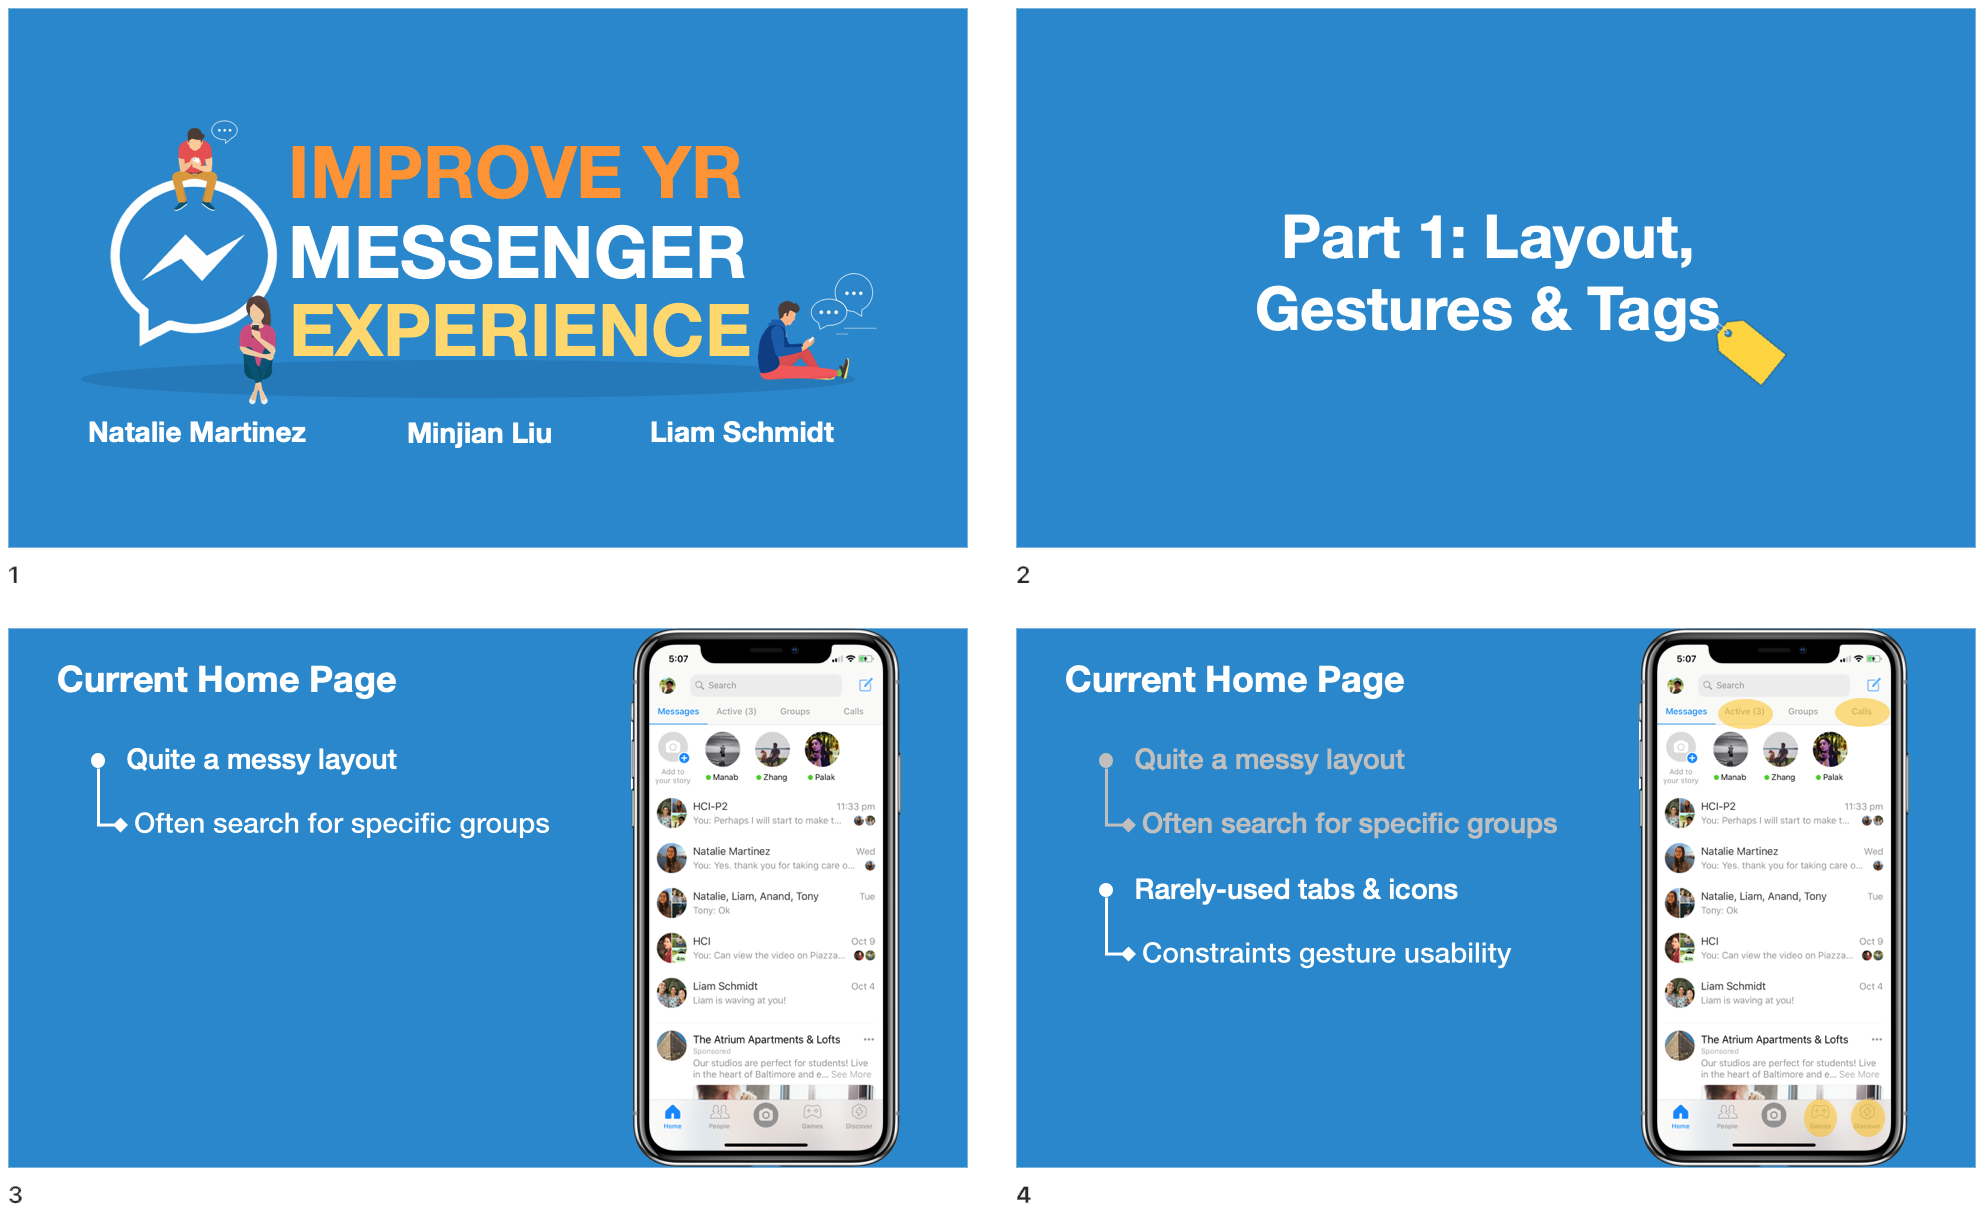 IMPROVE YR
MESSENGER
EXPERIENCE
Natalie Martinez
Minjian Liu
Liam Schmidt
1
Part 1: Layout,
Gestures & Tags
2
Current Home Page
Quite a messy layout
Often search for specific groups
5:07
Search
Messages
Active (3)
Groups
Calls
Add to
your story
Manab
Zhang
Palak
HCI-P2
11:33 pm
You: Perhaps I will start to make t...
Natalie Martinez
Wed
You: Yes. thank you for taking care o...
Natalie, Liam, Anand, Tony
Tue
Tony: Ok
HCI
Oct 9
You: Can view the video on Piazza...
Liam Schmidt
Oct 4
Liam is waving at you!
The Atrium Apartments & Lofts
Sponsored
Our studios are perfect for students! Live
in the heart of Baltimore and e... See More
Home
People
Games
Discover
3
Current Home Page
Quite a messy layout
Often search for specific groups
Rarely-used tabs & icons
Constraints gesture usability
5:07
Search
Messages
Active (3)
Groups
Calls
Add to
your story
Manab
Zhang
Palak
HCI-P2
11:33 pm
You: Perhaps I will start to make t...
Natalie Martinez
Wed
You: Yes. thank you for taking care o...
Natalie, Liam, Anand, Tony
Tue
Tony: Ok
HCI
Oct 9
You: Can view the video on Piazza...
Liam Schmidt
Oct 4
Liam is waving at you!
The Atrium Apartments & Lofts
Sponsored
Our studios are perfect for students! Live
in the heart of Baltimore and e... See More
Home
People
Games
Discover
4